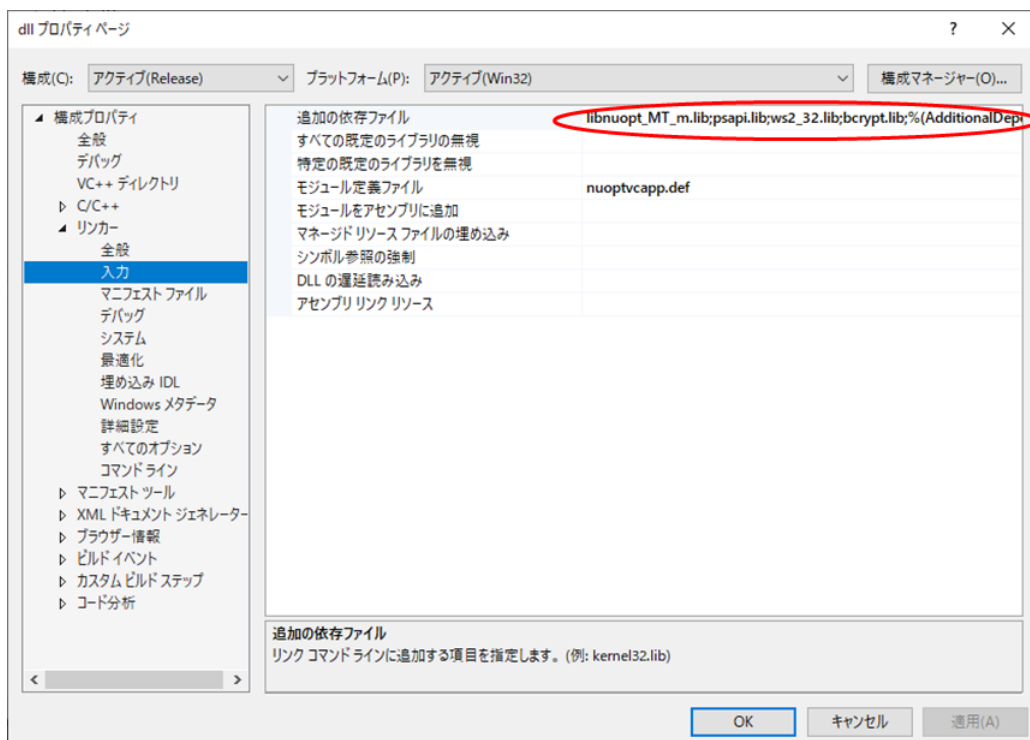 dll プロパティ ページ
?
構成(C):
アクティブ(Release)
プラットフォーム(P):
アクティブ(Win32)
構成マネージャー(O)...
構成プロパティ
全般
デバッグ
VC++ ディレクトリ
C/C++
リンカー
全般
入力
マニフェスト ファイル
デバッグ
システム
最適化
埋め込み IDL
Windows メタデータ
詳細設定
すべてのオプション
コマンド ライン
マニフェスト ツール
XML ドキュメント ジェネレーター
ブラウザー情報
ビルド イベント
カスタム ビルド ステップ
コード分析
追加の依存ファイル libnuopt_MT_m.lib;psapi.lib;ws2_32.lib;bcrypt.lib;%(AdditionalDep
すべての既定のライブラリの無視
特定の既定のライブラリを無視
モジュール定義ファイル nuoptvcapp.def
モジュールをアセンブリに追加
マネージド リソース ファイルの埋め込み
シンボル参照の強制
DLL の遅延読み込み
アセンブリ リンク リソース
追加の依存ファイル
リンク コマンド ラインに追加する項目を指定します。(例: kernel32.lib)
OK
キャンセル
適用(A)